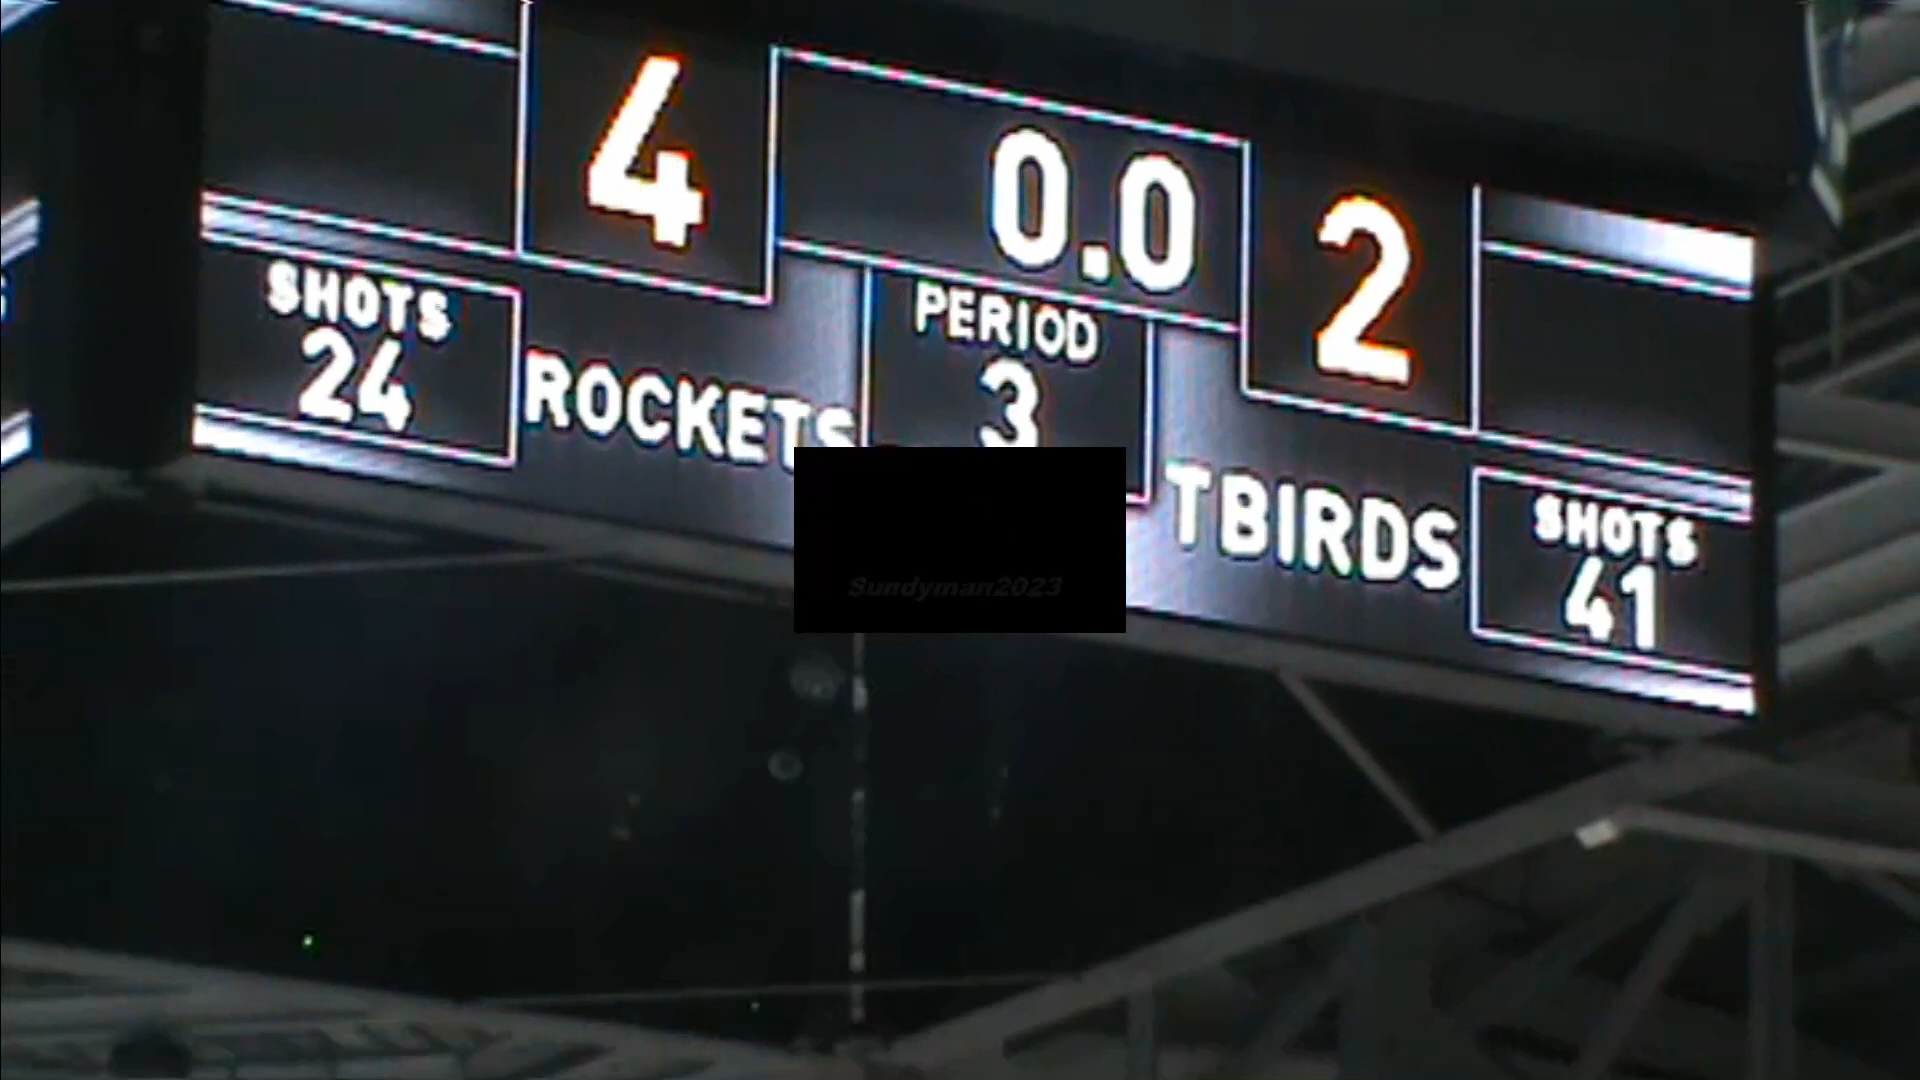 4 0.0 2
SHOTS
24
ROCKETS
PERIOD
3
TBIRDS
SHOTS
41
Sundyman2023